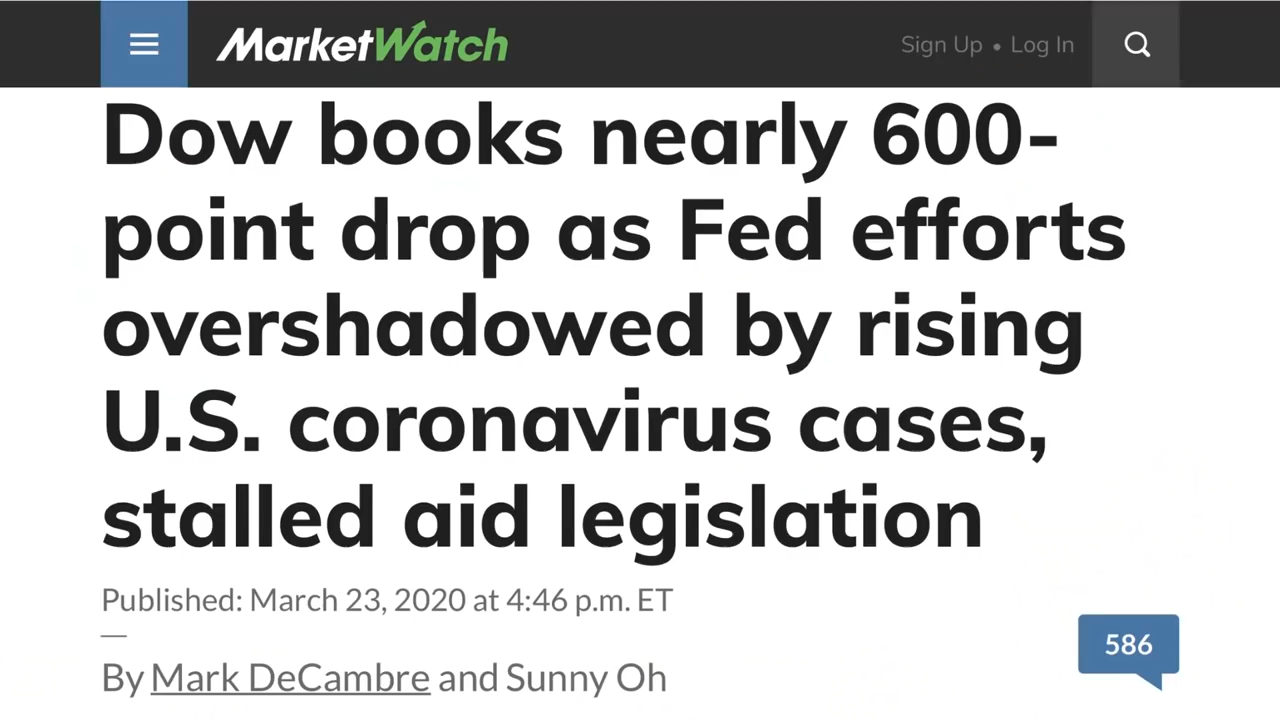 MarketWatch
Sign Up • Log In
Dow books nearly 600-
point drop as Fed efforts
overshadowed by rising
U.S. coronavirus cases,
stalled aid legislation
Published: March 23, 2020 at 4:46 p.m. ET
—
By Mark DeCambre and Sunny Oh
586